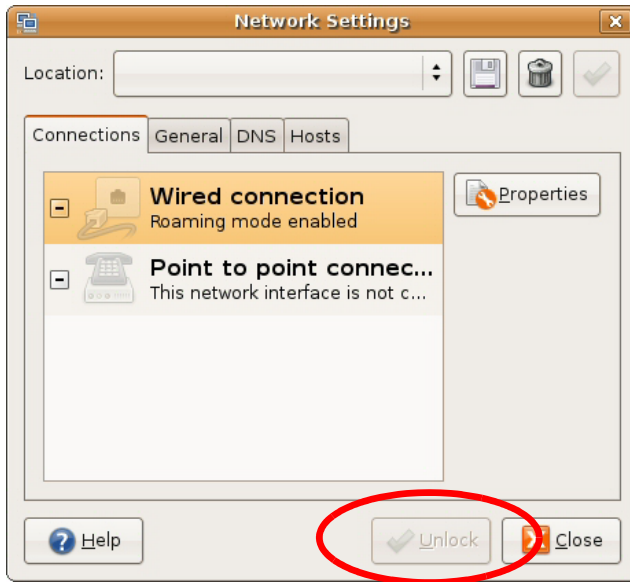 Network Settings
Location:
Connections General DNS Hosts
Wired connection
Roaming mode enabled
Properties
Point to point connec...
This network interface is not c...
Help Unlock Close